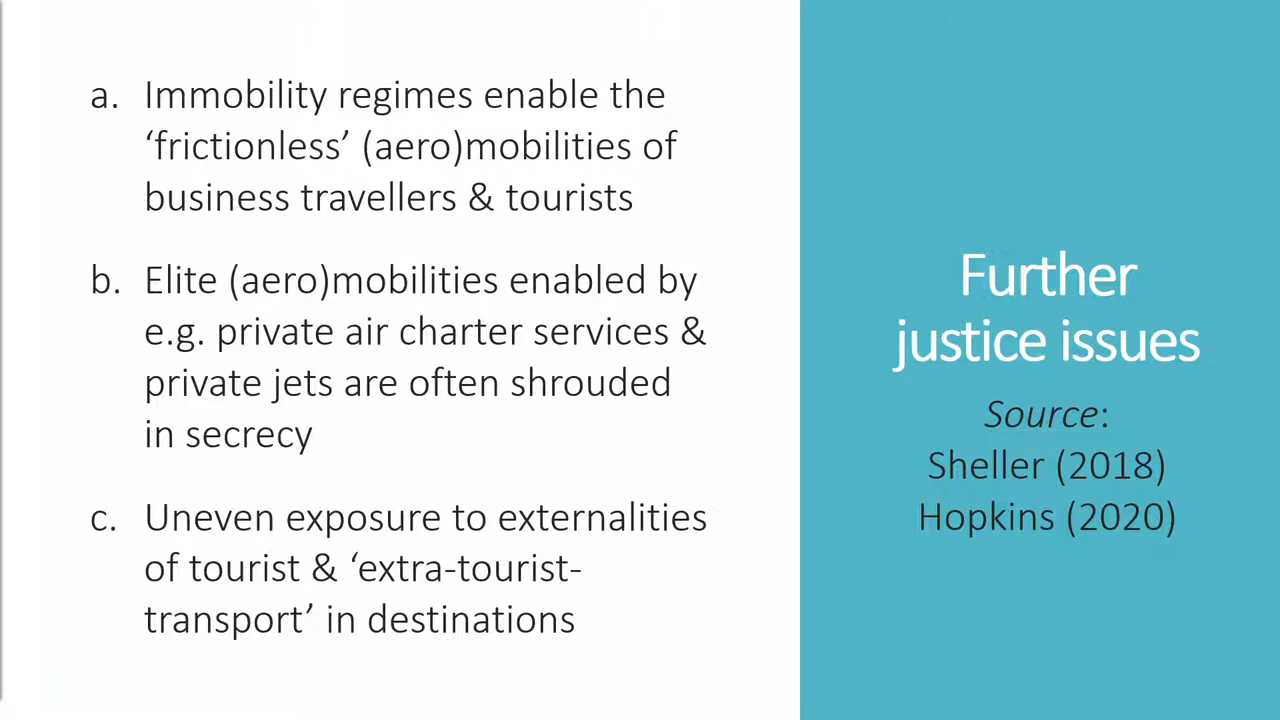 a. Immobility regimes enable the
‘frictionless’ (aero)mobilities of
business travellers & tourists
b. Elite (aero)mobilities enabled by
e.g. private air charter services &
private jets are often shrouded
in secrecy
c. Uneven exposure to externalities
of tourist & ‘extra-tourist-
transport’ in destinations
Further
justice issues
Source:
Sheller (2018)
Hopkins (2020)